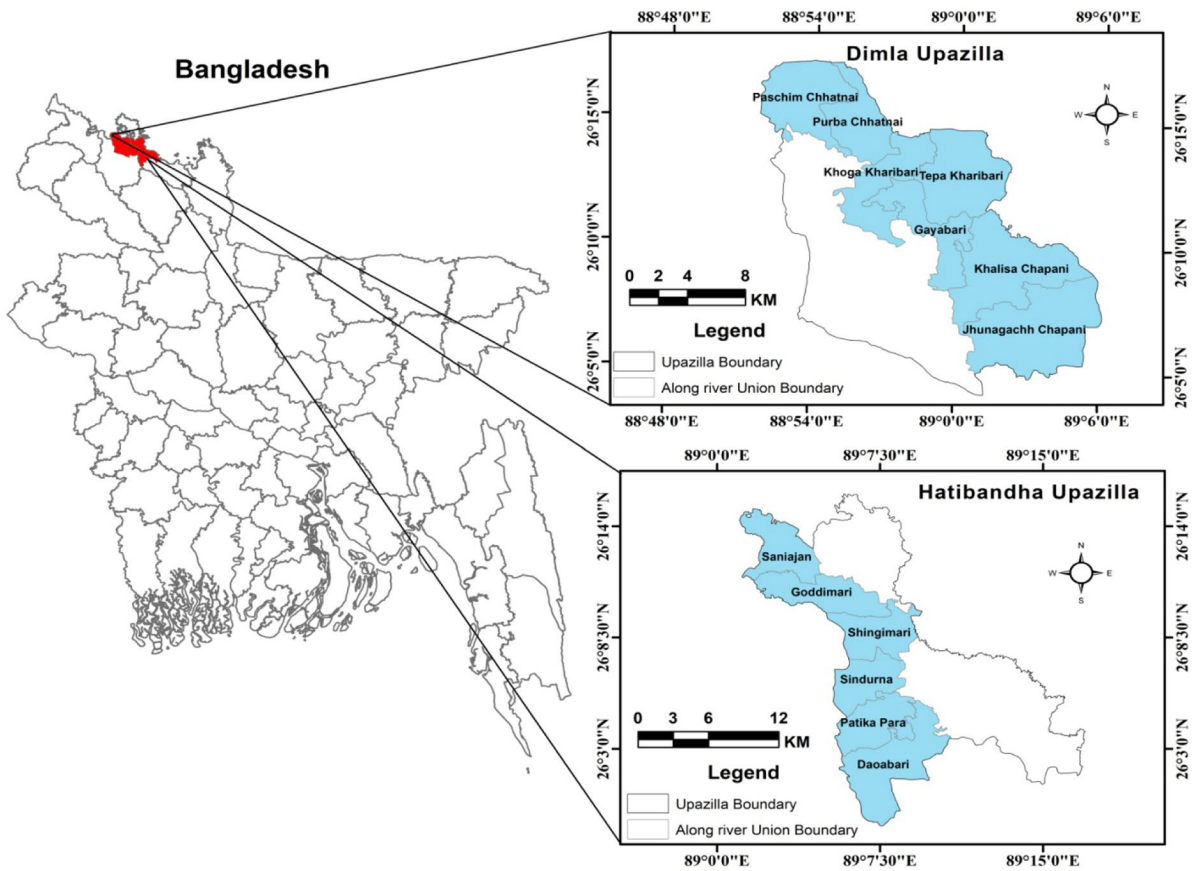 Bangladesh
88°48'0"E 88°54'0"E 89°0'0"E 89°6'0"E
Dimla Upazilla
Paschim Chhatnai
Purba Chhatnai
Khoga Kharibari
Tepa Kharibari
Gayabari
Khalisa Chapani
Jhunagachh Chapani
N
W E
S
0 2 4 8
KM
Legend
Upazilla Boundary
Along river Union Boundary
26°15'0"N
26°10'0"N
26°5'0"N
26°15'0"N
26°10'0"N
26°5'0"N
88°48'0"E 88°54'0"E 89°0'0"E 89°6'0"E
89°0'0"E 89°7'30"E 89°15'0"E
Hatibandha Upazilla
Saniajan
Goddimari
Shingimari
Sindurna
Patika Para
Daoabari
N
W E
S
0 3 6 12
KM
Legend
Upazilla Boundary
Along river Union Boundary
26°14'0"N
26°8'30"N
26°3'0"N
26°14'0"N
26°8'30"N
26°3'0"N
89°0'0"E 89°7'30"E 89°15'0"E